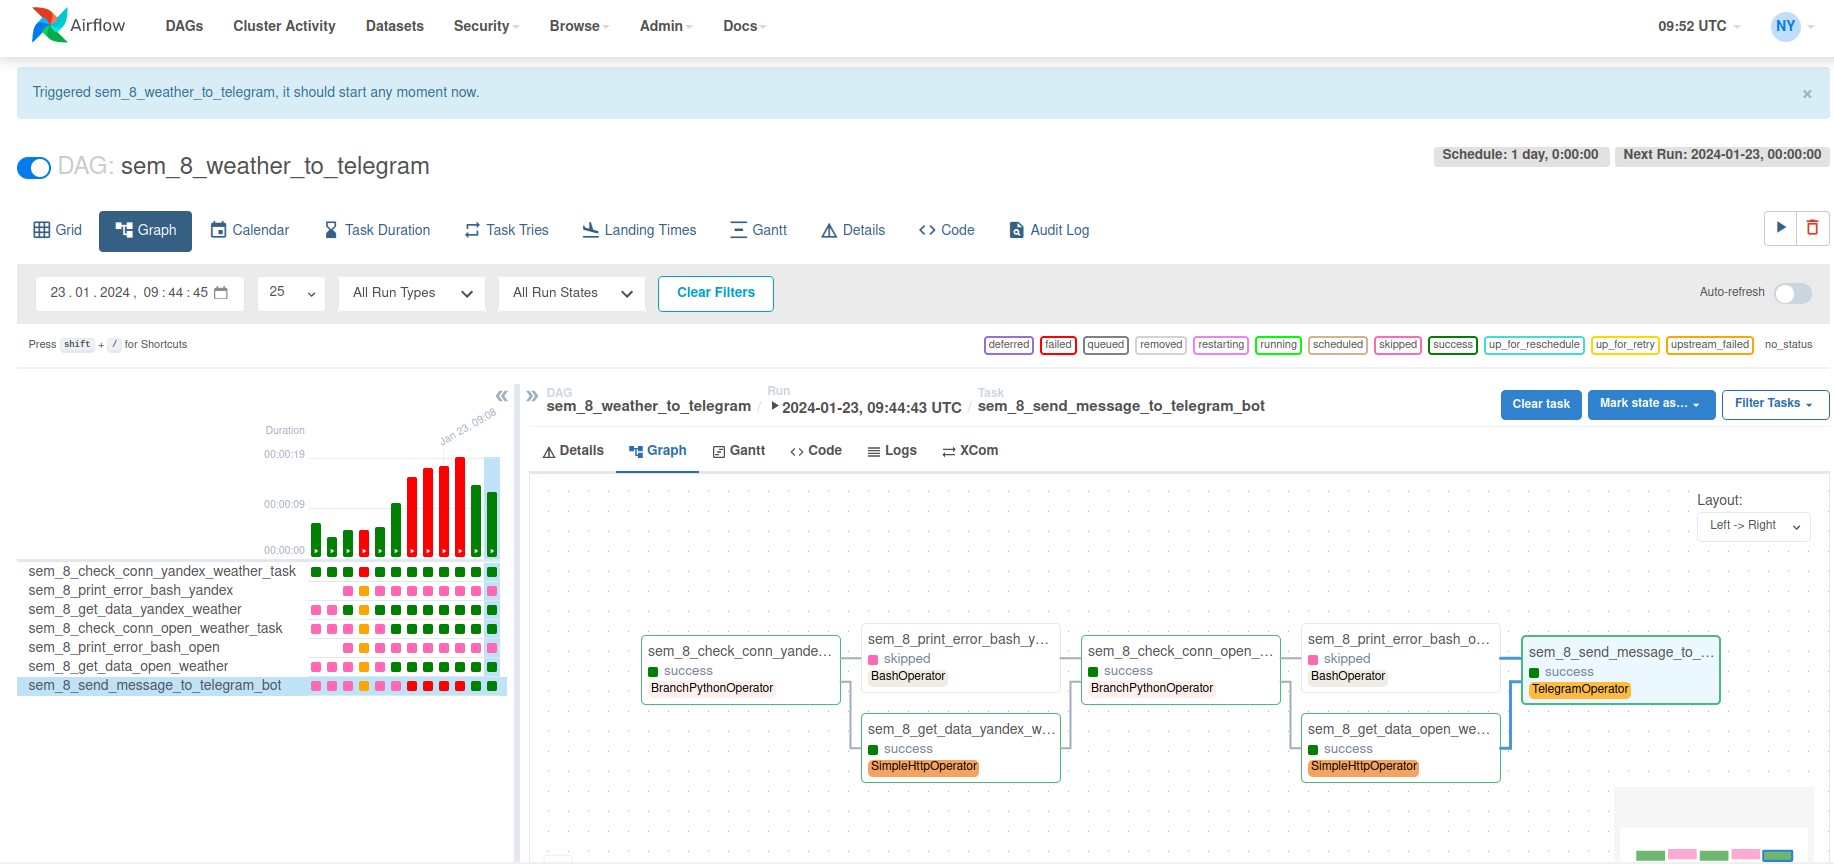 Airflow DAGs Cluster Activity Datasets Security Browse Admin Docs 09:52 UTC NY
Triggered sem_8_weather_to_telegram, it should start any moment now. ×
DAG: sem_8_weather_to_telegram Schedule: 1 day, 0:00:00 Next Run: 2024-01-23, 00:00:00
Grid Graph Calendar Task Duration Task Tries Landing Times Gantt Details Code Audit Log
23.01.2024, 09:44:45 25 All Run Types All Run States Clear Filters Auto-refresh
Press shift + / for Shortcuts deferred failed queued removed restarting running scheduled skipped success up_for_reschedule up_for_retry upstream_failed no_status
DAG Run Task
sem_8_weather_to_telegram / 2024-01-23, 09:44:43 UTC / sem_8_send_message_to_telegram_bot Clear task Mark state as... Filter Tasks
Details Graph Gantt Code Logs XCom
Jan 23, 09:08
Duration
00:00:19
00:00:09
00:00:00
sem_8_check_conn_yandex_weather_task
sem_8_print_error_bash_yandex
sem_8_get_data_yandex_weather
sem_8_check_conn_open_weather_task
sem_8_print_error_bash_open
sem_8_get_data_open_weather
sem_8_send_message_to_telegram_bot
Layout:
Left -> Right
sem_8_check_conn_yande...
success
BranchPythonOperator
sem_8_print_error_bash_y...
skipped
BashOperator
sem_8_get_data_yandex_w...
success
SimpleHttpOperator
sem_8_check_conn_open_...
success
BranchPythonOperator
sem_8_print_error_bash_o...
skipped
BashOperator
sem_8_get_data_open_we...
success
SimpleHttpOperator
sem_8_send_message_to_...
success
TelegramOperator